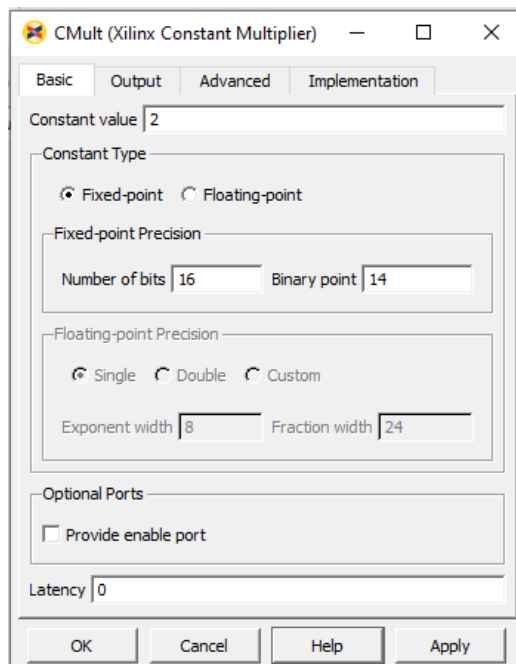 CMult (Xilinx Constant Multiplier)
Basic Output Advanced Implementation
Constant value 2
Constant Type
Fixed-point Floating-point
Fixed-point Precision
Number of bits 16 Binary point 14
Floating-point Precision
Single Double Custom
Exponent width 8 Fraction width 24
Optional Ports
Provide enable port
Latency 0
OK Cancel Help Apply